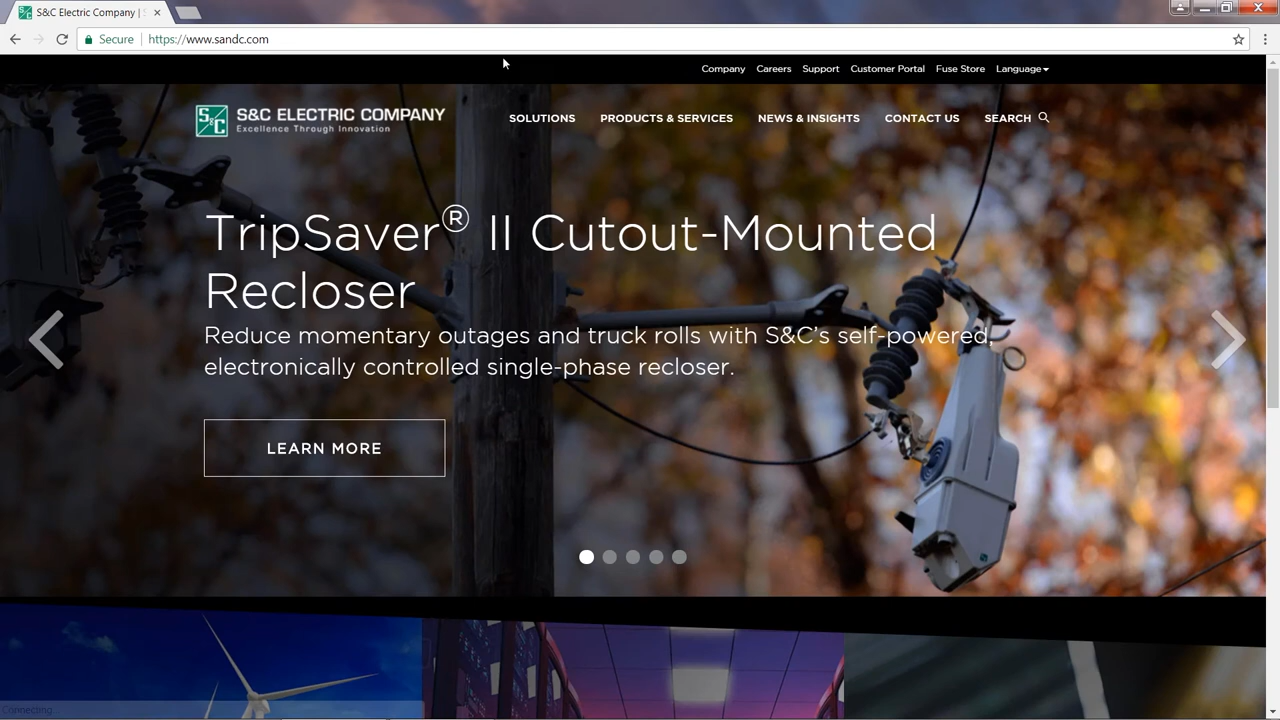 S&C Electric Company |
Secure
https://www.sandc.com
Company Careers Support Customer Portal Fuse Store Language
S&C
S&C ELECTRIC COMPANY
Excellence Through Innovation
SOLUTIONS PRODUCTS & SERVICES NEWS & INSIGHTS CONTACT US SEARCH
TripSaver® II Cutout-Mounted
Recloser
Reduce momentary outages and truck rolls with S&C’s self-powered,
electronically controlled single-phase recloser.
LEARN MORE
Connecting...